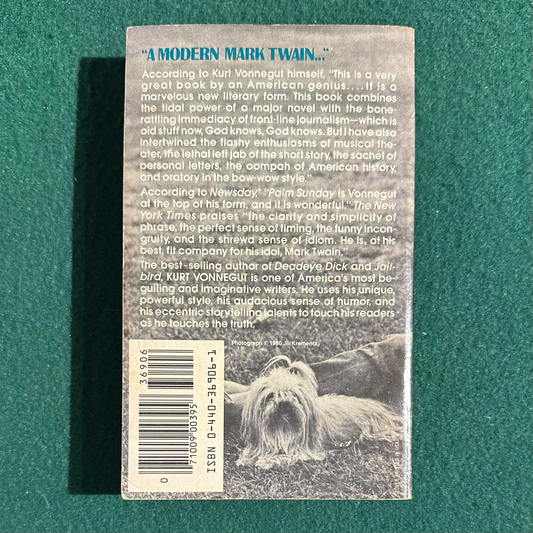 "A MODERN MARK TWAIN..."
According to Kurt Vonnegut himself, "This is a very
great book by an American genius....It is a
marvelous new literary form. This book combines
the tidal power of a major novel with the bone-
rattling immediacy of front-line journalism—which is
old stuff now, God knows, God knows. But I have also
intertwined the flashy enthusiasms of musical the-
ater, the lethal left jab of the short story, the sachet of
personal letters, the oompah of American history,
and oratory in the bow-wow style."
According to Newsday, "Palm Sunday is Vonnegut
at the top of his form, and it is wonderful." The New
York Times praises "the clarity and simplicity of
phrase, the perfect sense of timing, the funny incon-
gruity, and the shrewd sense of idiom. He is, at his
best, fit company for his idol, Mark Twain."
The best-selling author of Deadeye Dick and Jail-
bird, KURT VONNEGUT is one of America's most be-
guiling and imaginative writers. He uses his unique,
powerful style, his audacious sense of humor, and
his eccentric storytelling talents to touch his readers
as he touches the truth.
Photograph © 1980 Jill Krementz
36906
0 71009 00395
ISBN 0-440-36906-1